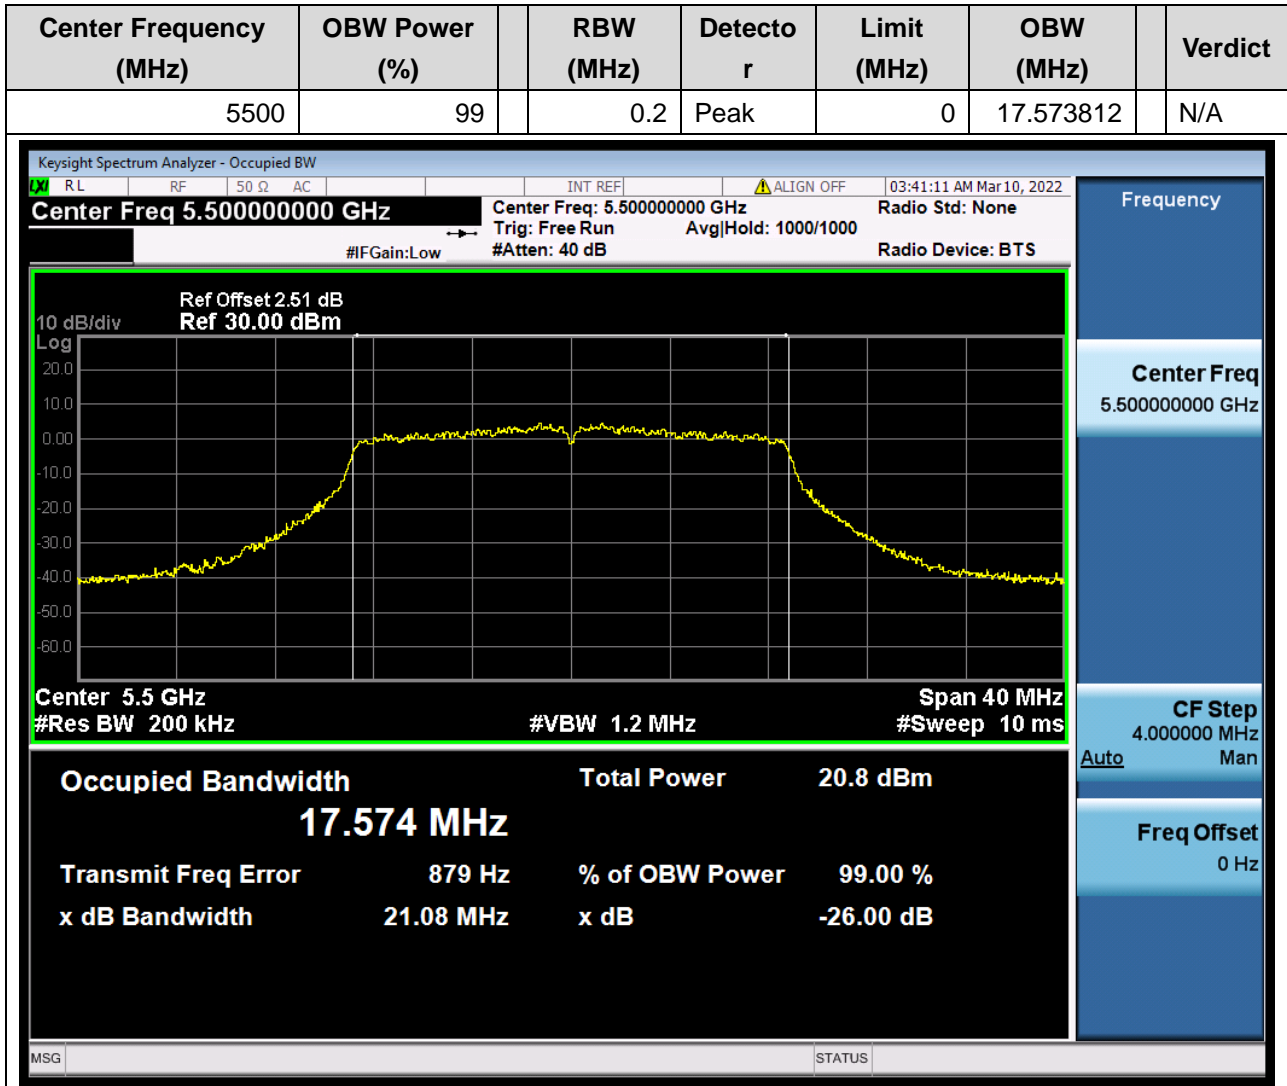 Center Frequency (MHz) OBW Power (%) RBW (MHz) Detecto r Limit (MHz) OBW (MHz) Verdict
5500 99 0.2 Peak 0 17.573812 N/A
Keysight Spectrum Analyzer - Occupied BW
LXI RL RF 50 Ω AC INT REF ALIGN OFF 03:41:11 AM Mar 10, 2022
Center Freq 5.500000000 GHz
Center Freq: 5.500000000 GHz Radio Std: None
Trig: Free Run Avg|Hold: 1000/1000
#IFGain:Low #Atten: 40 dB Radio Device: BTS
Ref Offset 2.51 dB
10 dB/div Ref 30.00 dBm
Log
20.0
10.0
0.00
-10.0
-20.0
-30.0
-40.0
-50.0
-60.0
Center 5.5 GHz Span 40 MHz
#Res BW 200 kHz #VBW 1.2 MHz #Sweep 10 ms
Occupied Bandwidth Total Power 20.8 dBm
17.574 MHz
Transmit Freq Error 879 Hz % of OBW Power 99.00 %
x dB Bandwidth 21.08 MHz x dB -26.00 dB
Frequency
Center Freq
5.500000000 GHz
CF Step
4.000000 MHz
Auto Man
Freq Offset
0 Hz
MSG STATUS